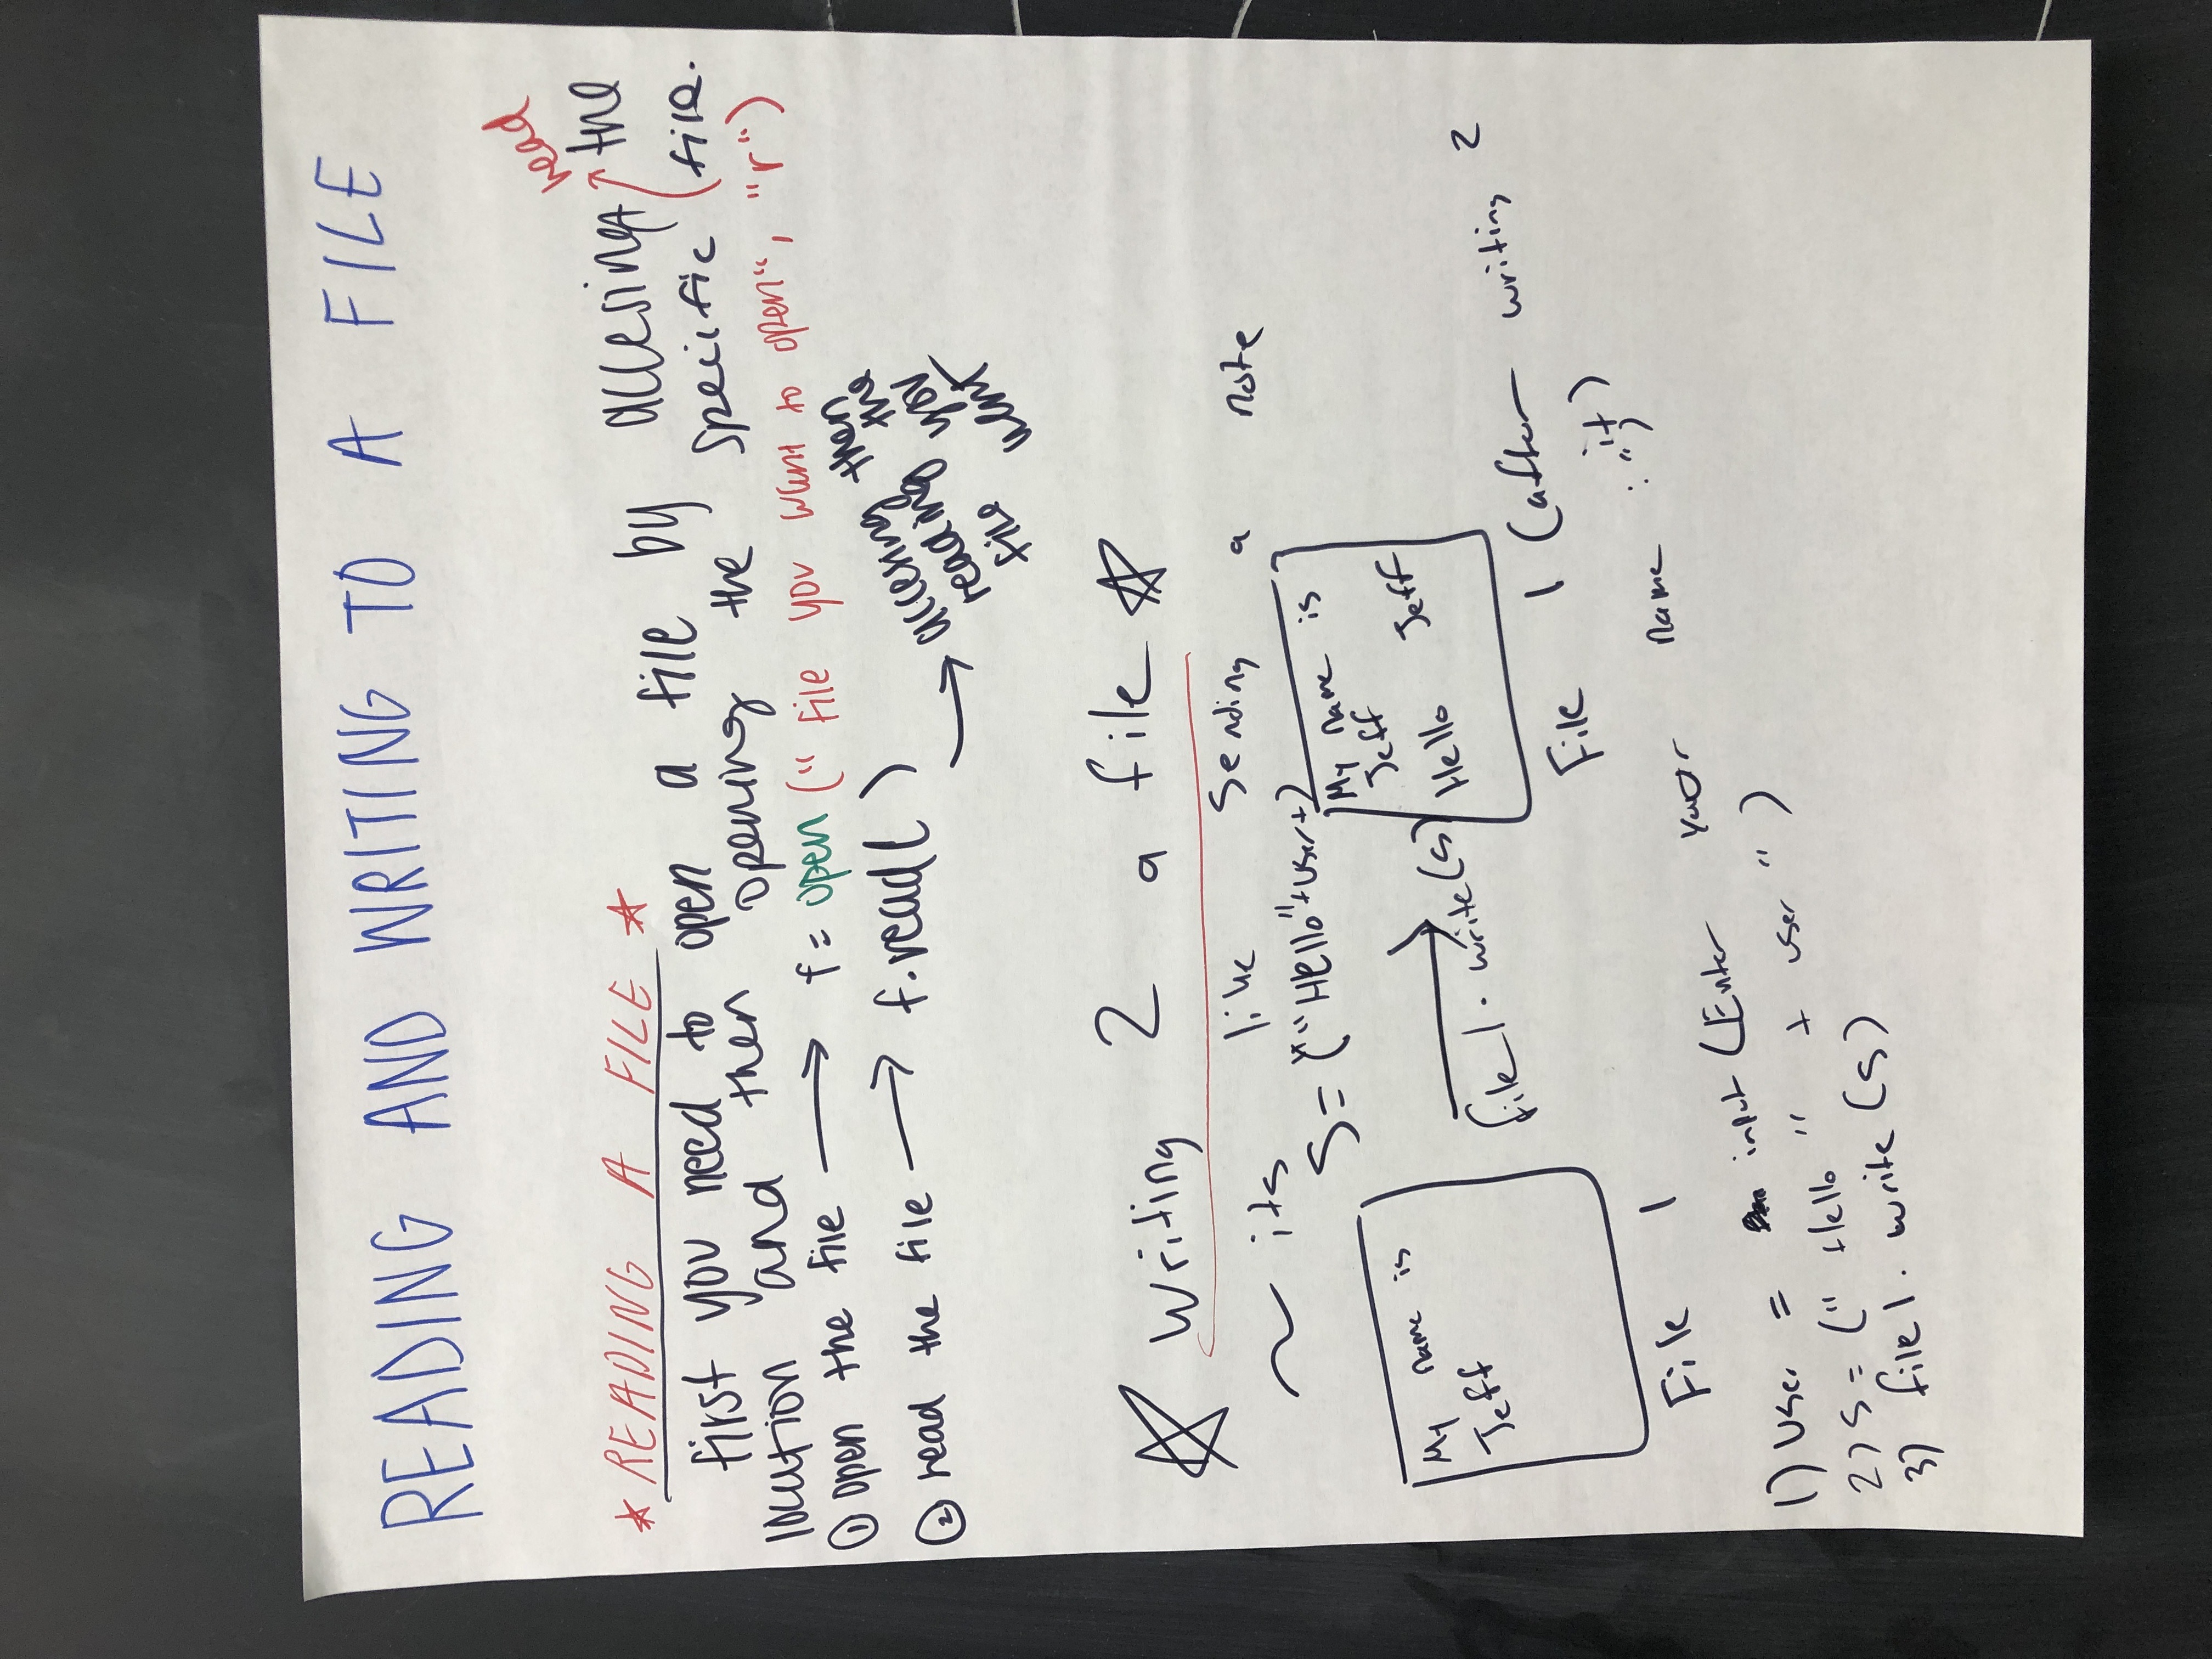 READING AND WRITING TO A FILE
read
* READING A FILE *
first you need to open a file by accesing the
location and then opening the specific file.
① open the file → f = open (" file you want to open", "r")
② read the file → f.read( )
→ accesing then
reading the
file you
want
☆ Writing 2 a file ☆
~ its like sending a note
S = (""Hello"+user+)
My name is
Jeff
file 1. write(s)
My name is
Jeff
Hello Jeff
File 1
File 1 (after writing 2
it)
1) user = input (Enter your name : ")
2) s = (" Hello " + user ")
3) file 1. write (s)